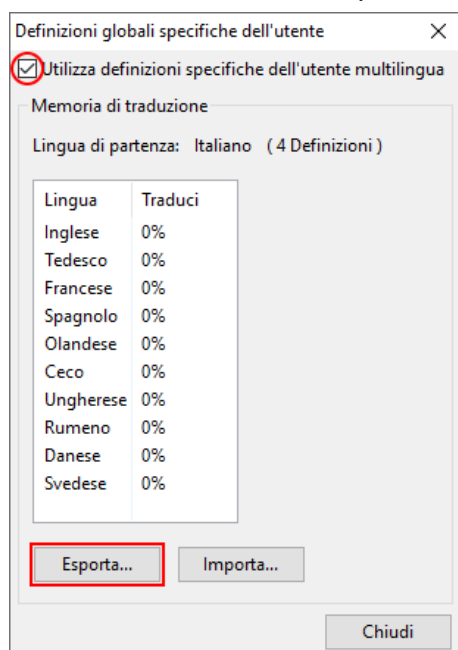 Definizioni globali specifiche dell'utente
Utilizza definizioni specifiche dell'utente multilingua
Memoria di traduzione
Lingua di partenza: Italiano ( 4 Definizioni )
Lingua Traduci
Inglese 0%
Tedesco 0%
Francese 0%
Spagnolo 0%
Olandese 0%
Ceco 0%
Ungherese 0%
Rumeno 0%
Danese 0%
Svedese 0%
Esporta... Importa...
Chiudi